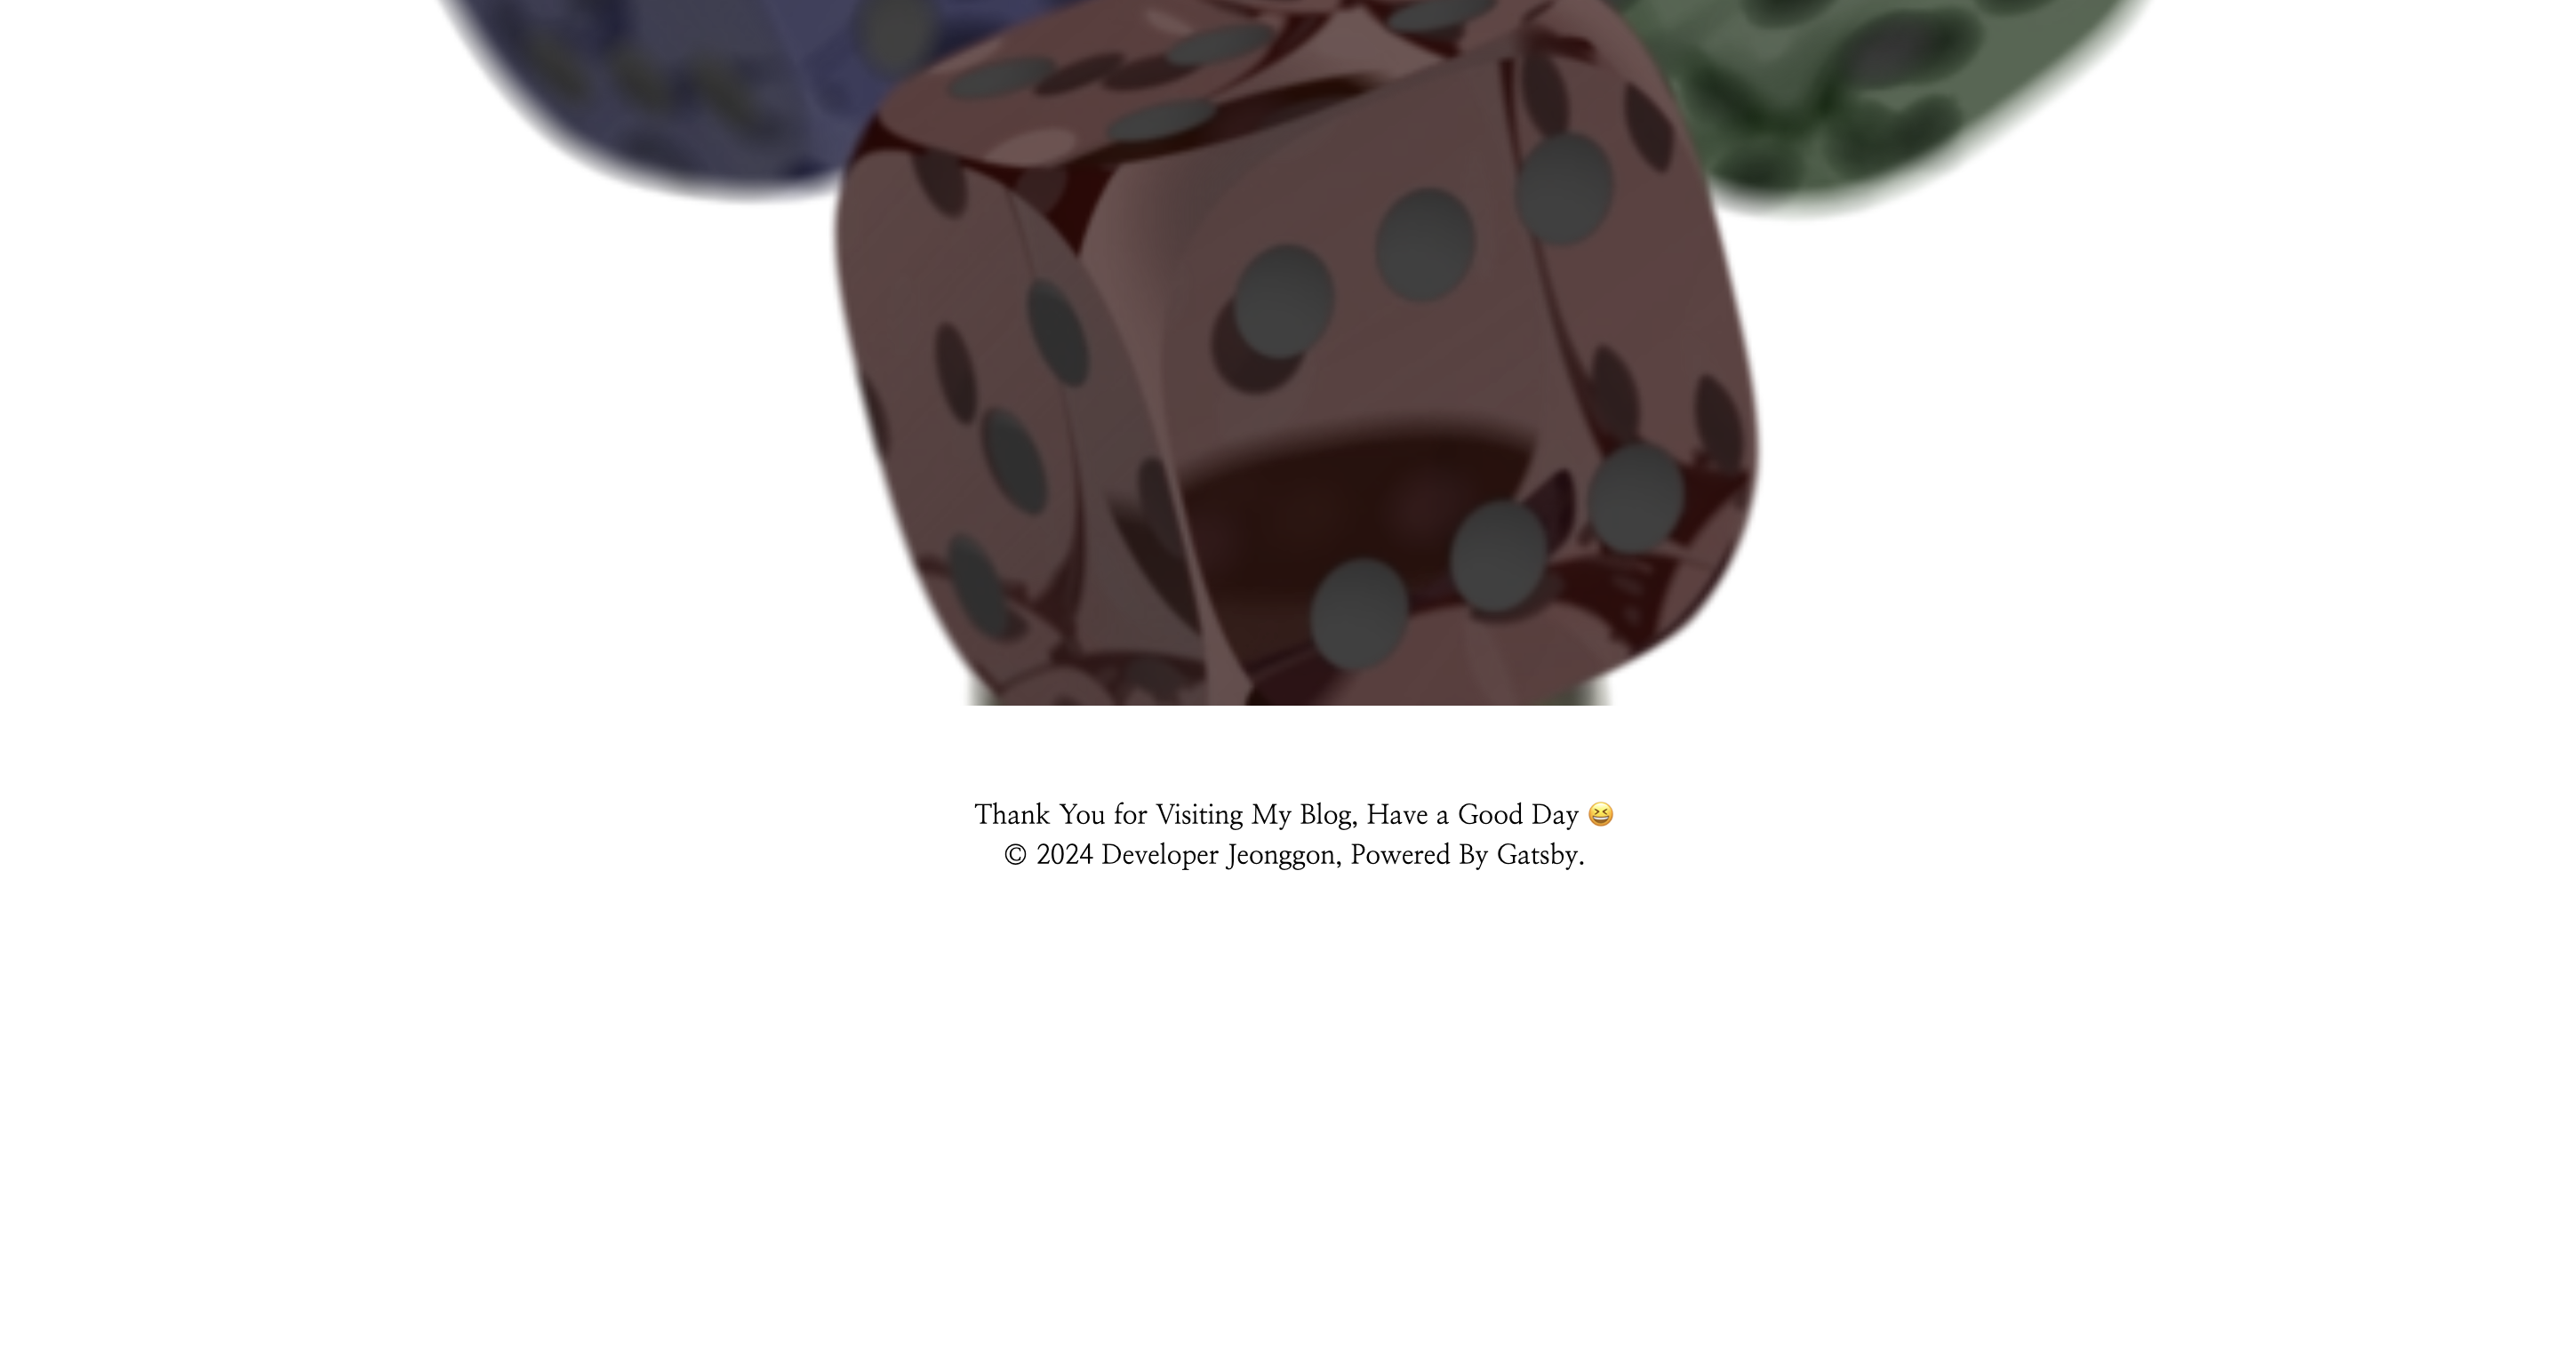 Thank You for Visiting My Blog, Have a Good Day 😆
© 2024 Developer Jeonggon, Powered By Gatsby.